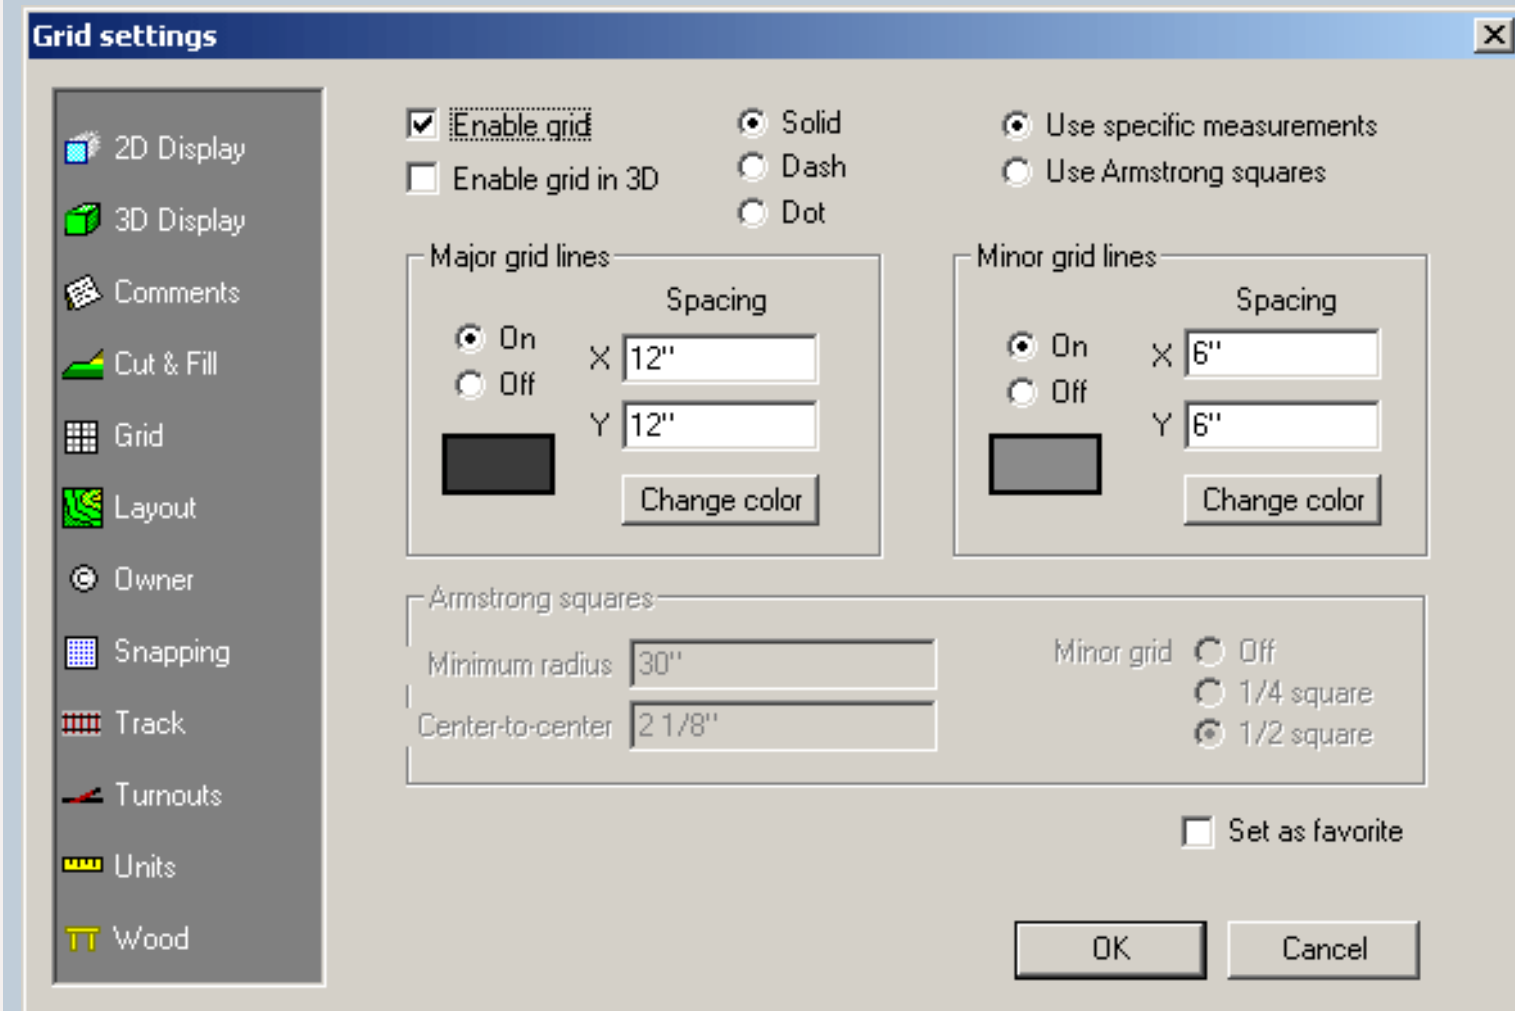 Grid settings
2D Display
3D Display
Comments
Cut & Fill
Grid
Layout
Owner
Snapping
Track
Turnouts
Units
Wood
Enable grid
Enable grid in 3D
Solid
Dash
Dot
Use specific measurements
Use Armstrong squares
Major grid lines
Spacing
On
Off
X 12"
Y 12"
Change color
Minor grid lines
Spacing
On
Off
X 6"
Y 6"
Change color
Armstrong squares
Minimum radius 30"
Center-to-center 2 1/8"
Minor grid
Off
1/4 square
1/2 square
Set as favorite
OK
Cancel